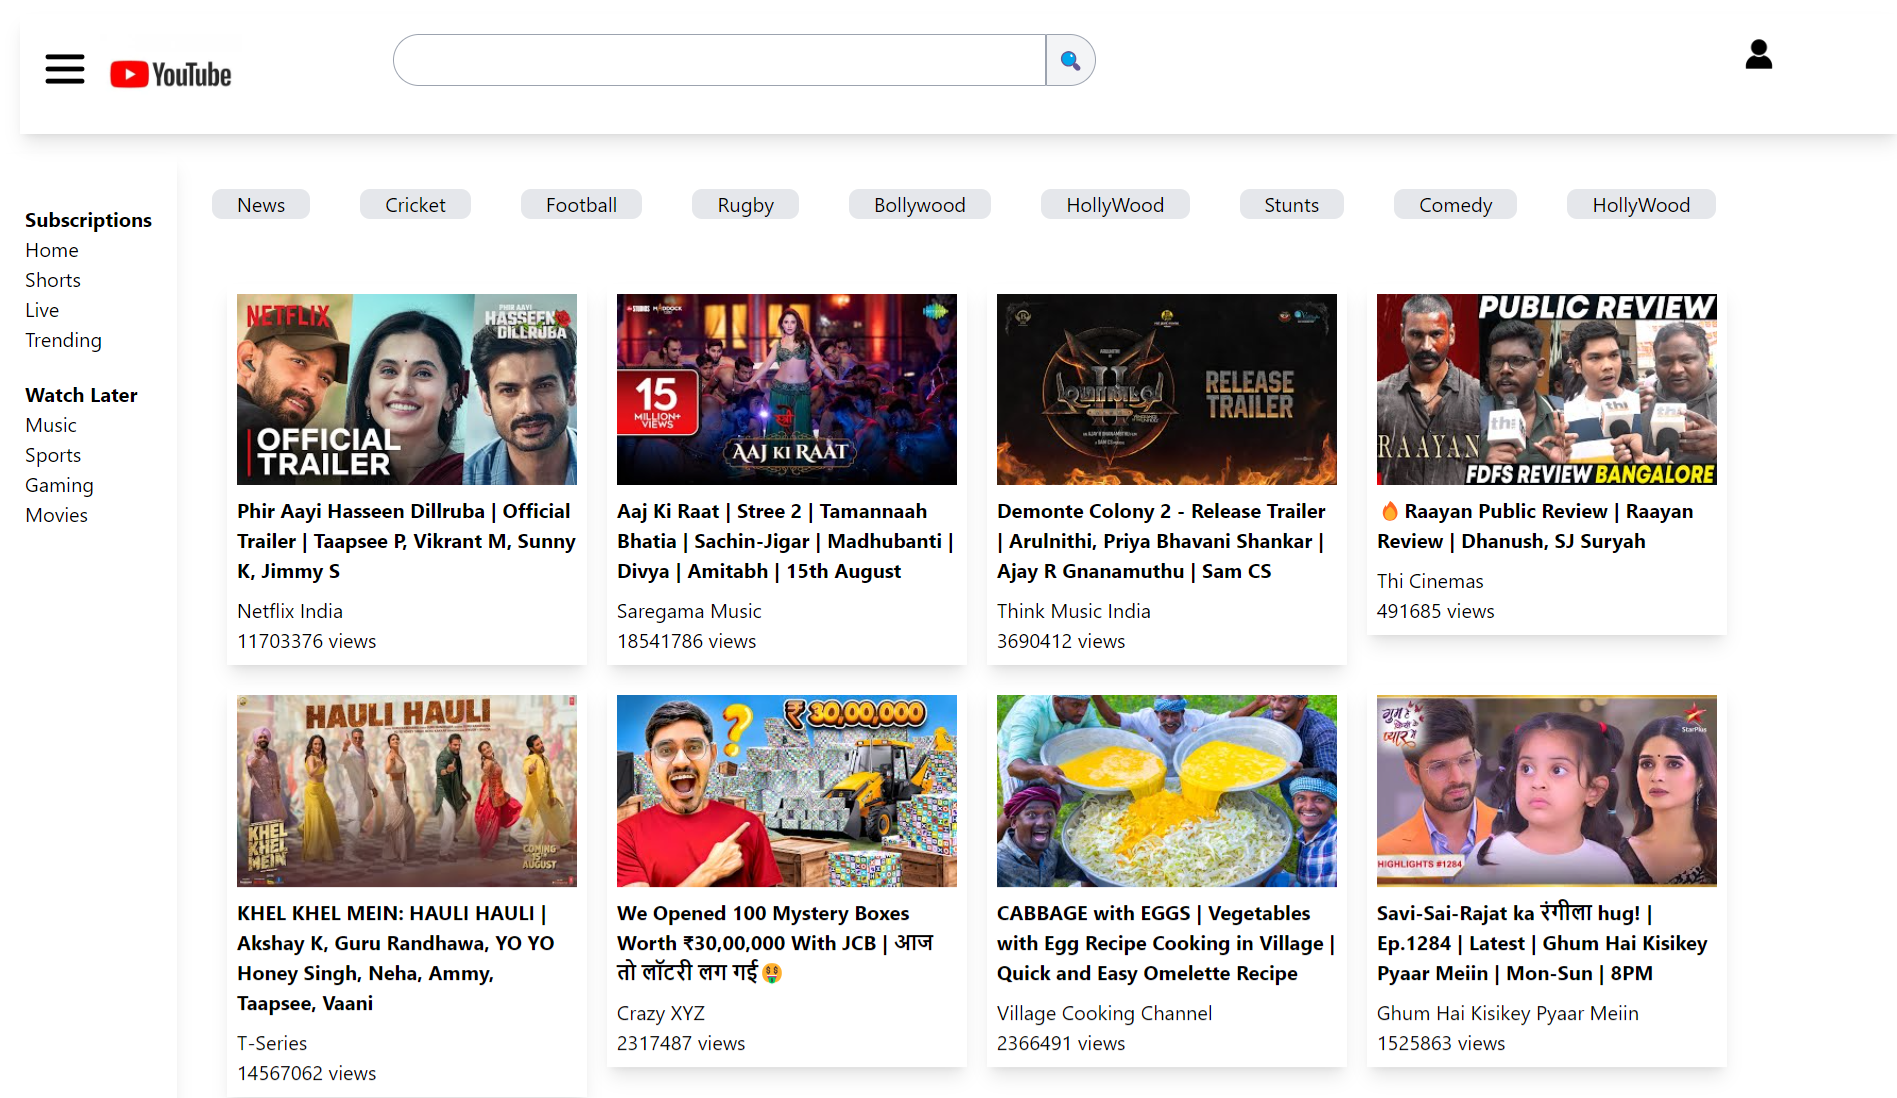 YouTube
News Cricket Football Rugby Bollywood HollyWood Stunts Comedy HollyWood
Subscriptions
Home
Shorts
Live
Trending
Watch Later
Music
Sports
Gaming
Movies
NETFLIX
PHIR AAYI
HASSEEN
DILLRUBA
OFFICIAL
TRAILER
Phir Aayi Hasseen Dillruba | Official
Trailer | Taapsee P, Vikrant M, Sunny
K, Jimmy S
Netflix India
11703376 views
15
MILLION+
VIEWS
AAJ KI RAAT
Aaj Ki Raat | Stree 2 | Tamannaah
Bhatia | Sachin-Jigar | Madhubanti |
Divya | Amitabh | 15th August
Saregama Music
18541786 views
RELEASE
TRAILER
Demonte Colony 2 - Release Trailer
| Arulnithi, Priya Bhavani Shankar |
Ajay R Gnanamuthu | Sam CS
Think Music India
3690412 views
PUBLIC REVIEW
thi
thi
thi
RAAYAN
FDFS REVIEW BANGALORE
🔥 Raayan Public Review | Raayan
Review | Dhanush, SJ Suryah
Thi Cinemas
491685 views
HAULI HAULI
KHEL
KHEL
MEIN
COMING
15TH
AUGUST
KHEL KHEL MEIN: HAULI HAULI |
Akshay K, Guru Randhawa, YO YO
Honey Singh, Neha, Ammy,
Taapsee, Vaani
T-Series
14567062 views
₹ 30,00,000
?
We Opened 100 Mystery Boxes
Worth ₹30,00,000 With JCB | आज
तो लॉटरी लग गई🤑
Crazy XYZ
2317487 views
CABBAGE with EGGS | Vegetables
with Egg Recipe Cooking in Village |
Quick and Easy Omelette Recipe
Village Cooking Channel
2366491 views
गुम है
किसी के
प्यार में
StarPlus
HIGHLIGHTS #1284
Savi-Sai-Rajat ka रंगीला hug! |
Ep.1284 | Latest | Ghum Hai Kisikey
Pyaar Meiin | Mon-Sun | 8PM
Ghum Hai Kisikey Pyaar Meiin
1525863 views